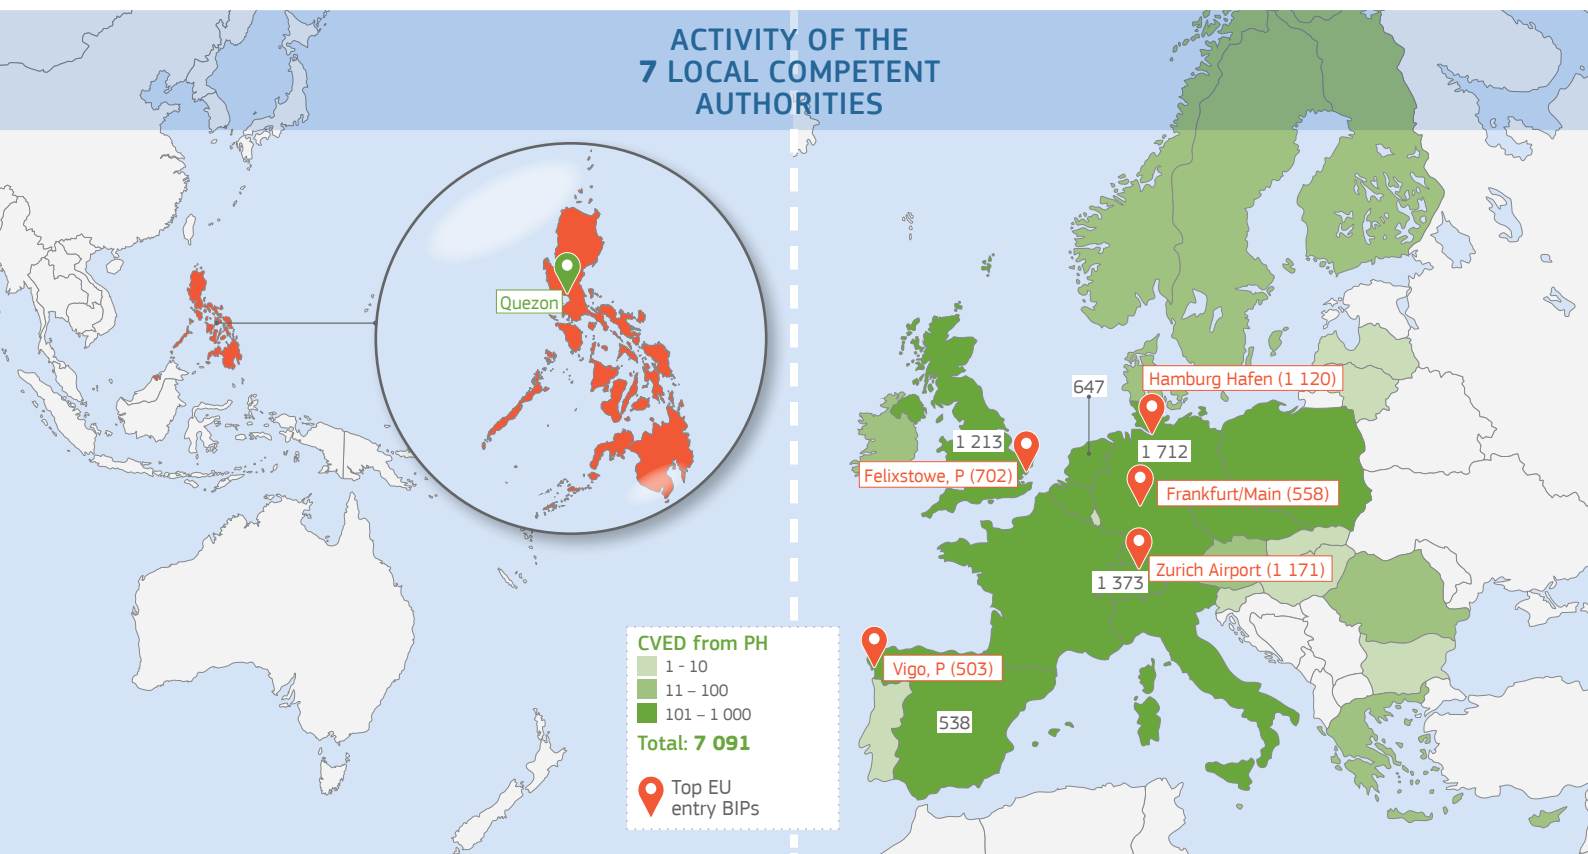 ACTIVITY OF THE
7 LOCAL COMPETENT
AUTHORITIES
Quezon
647
Hamburg Hafen (1 120)
1 213
1 712
Felixstowe, P (702)
Frankfurt/Main (558)
Zurich Airport (1 171)
1 373
Vigo, P (503)
538
CVED from PH
1 - 10
11 – 100
101 – 1 000
Total: 7 091
Top EU
entry BIPs